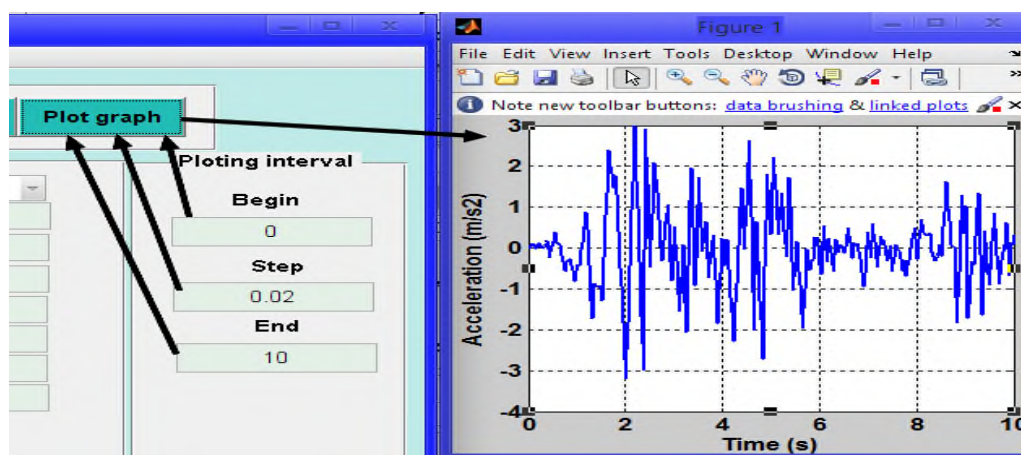 Plot graph
Ploting interval
Begin
0
Step
0.02
End
10
Figure 1
File Edit View Insert Tools Desktop Window Help
Note new toolbar buttons: data brushing & linked plots
Acceleration (m/s2)
3
2
1
0
-1
-2
-3
-4
0 2 4 6 8 10
Time (s)